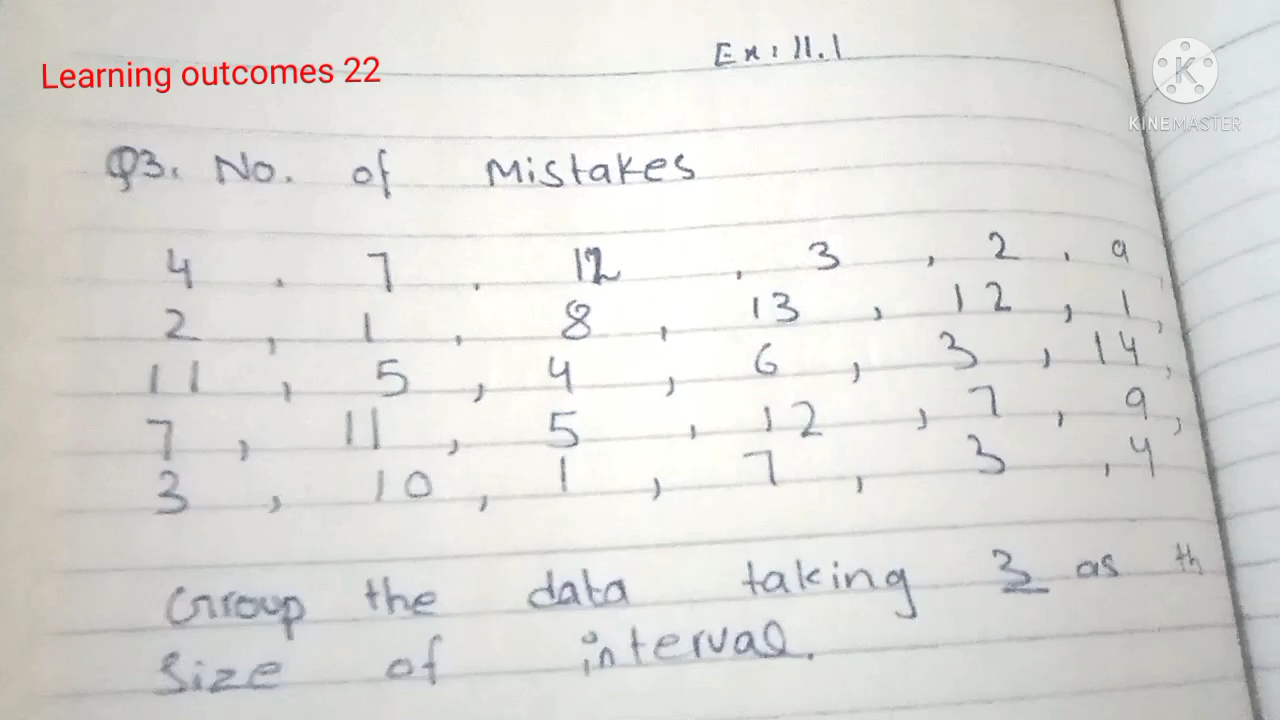 Ex: 11.1
Learning outcomes 22
KINEMASTER
Q3. No. of Mistakes
4 , 7 , 12 , 3 , 2 , 9
2 , 1 , 8 , 13 , 12 , 1 ,
11 , 5 , 4 , 6 , 3 , 14 ,
7 , 11 , 5 , 12 , 7 , 9 ,
3 , 10 , 1 , 7 , 3 , 4
Group the data taking 3 as th
Size of interval.